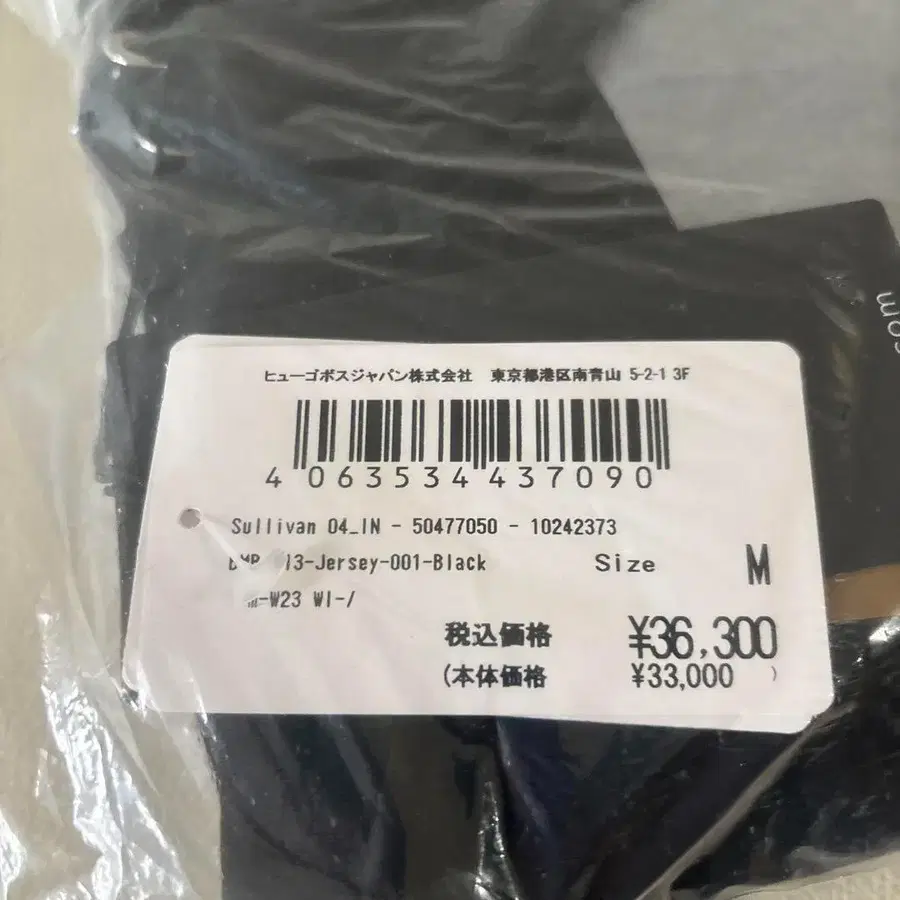 ヒューゴボスジャパン株式会社 東京都港区南青山 5-2-1 3F
4 063534 437090
Sullivan 04_IN - 50477050 - 10242373
13-Jersey-001-Black Size M
-W23 WI-/
税込価格 ¥36,300
(本体価格 ¥33,000 )